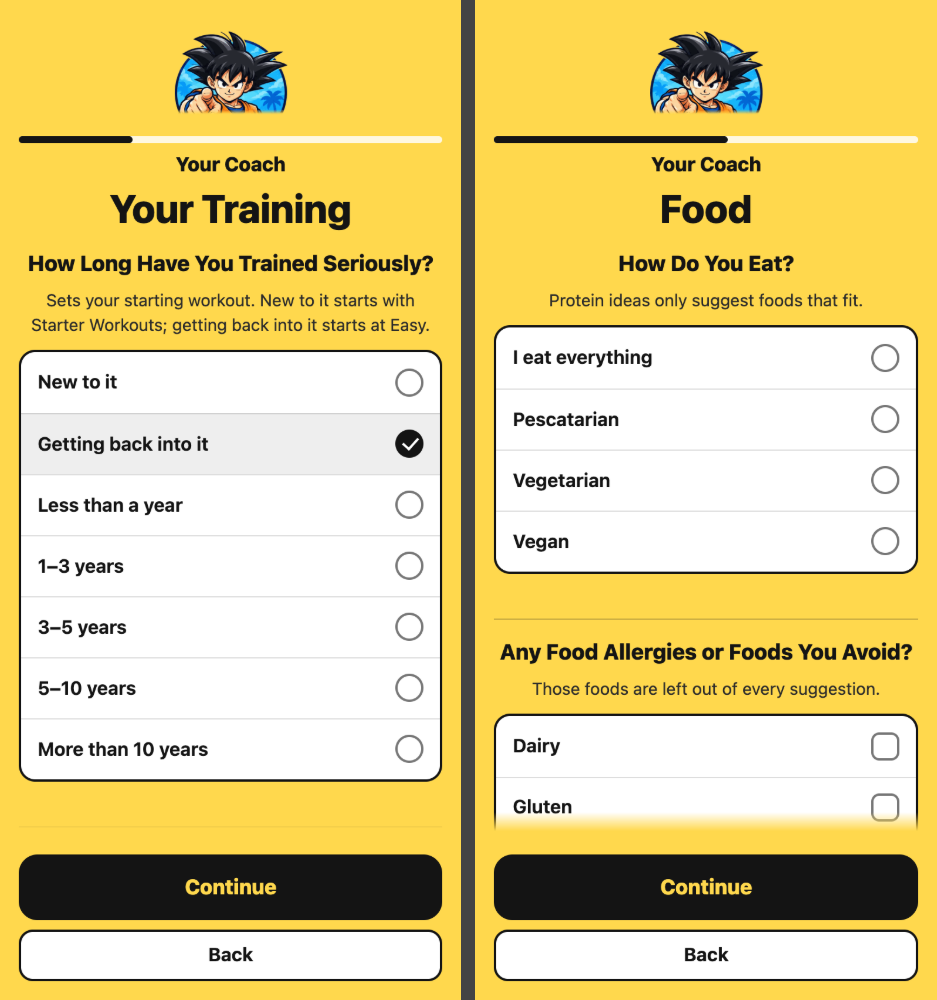 Your Coach
Your Training
How Long Have You Trained Seriously?
Sets your starting workout. New to it starts with
Starter Workouts; getting back into it starts at Easy.
New to it
Getting back into it
Less than a year
1–3 years
3–5 years
5–10 years
More than 10 years
Continue
Back
Your Coach
Food
How Do You Eat?
Protein ideas only suggest foods that fit.
I eat everything
Pescatarian
Vegetarian
Vegan
Any Food Allergies or Foods You Avoid?
Those foods are left out of every suggestion.
Dairy
Gluten
Continue
Back